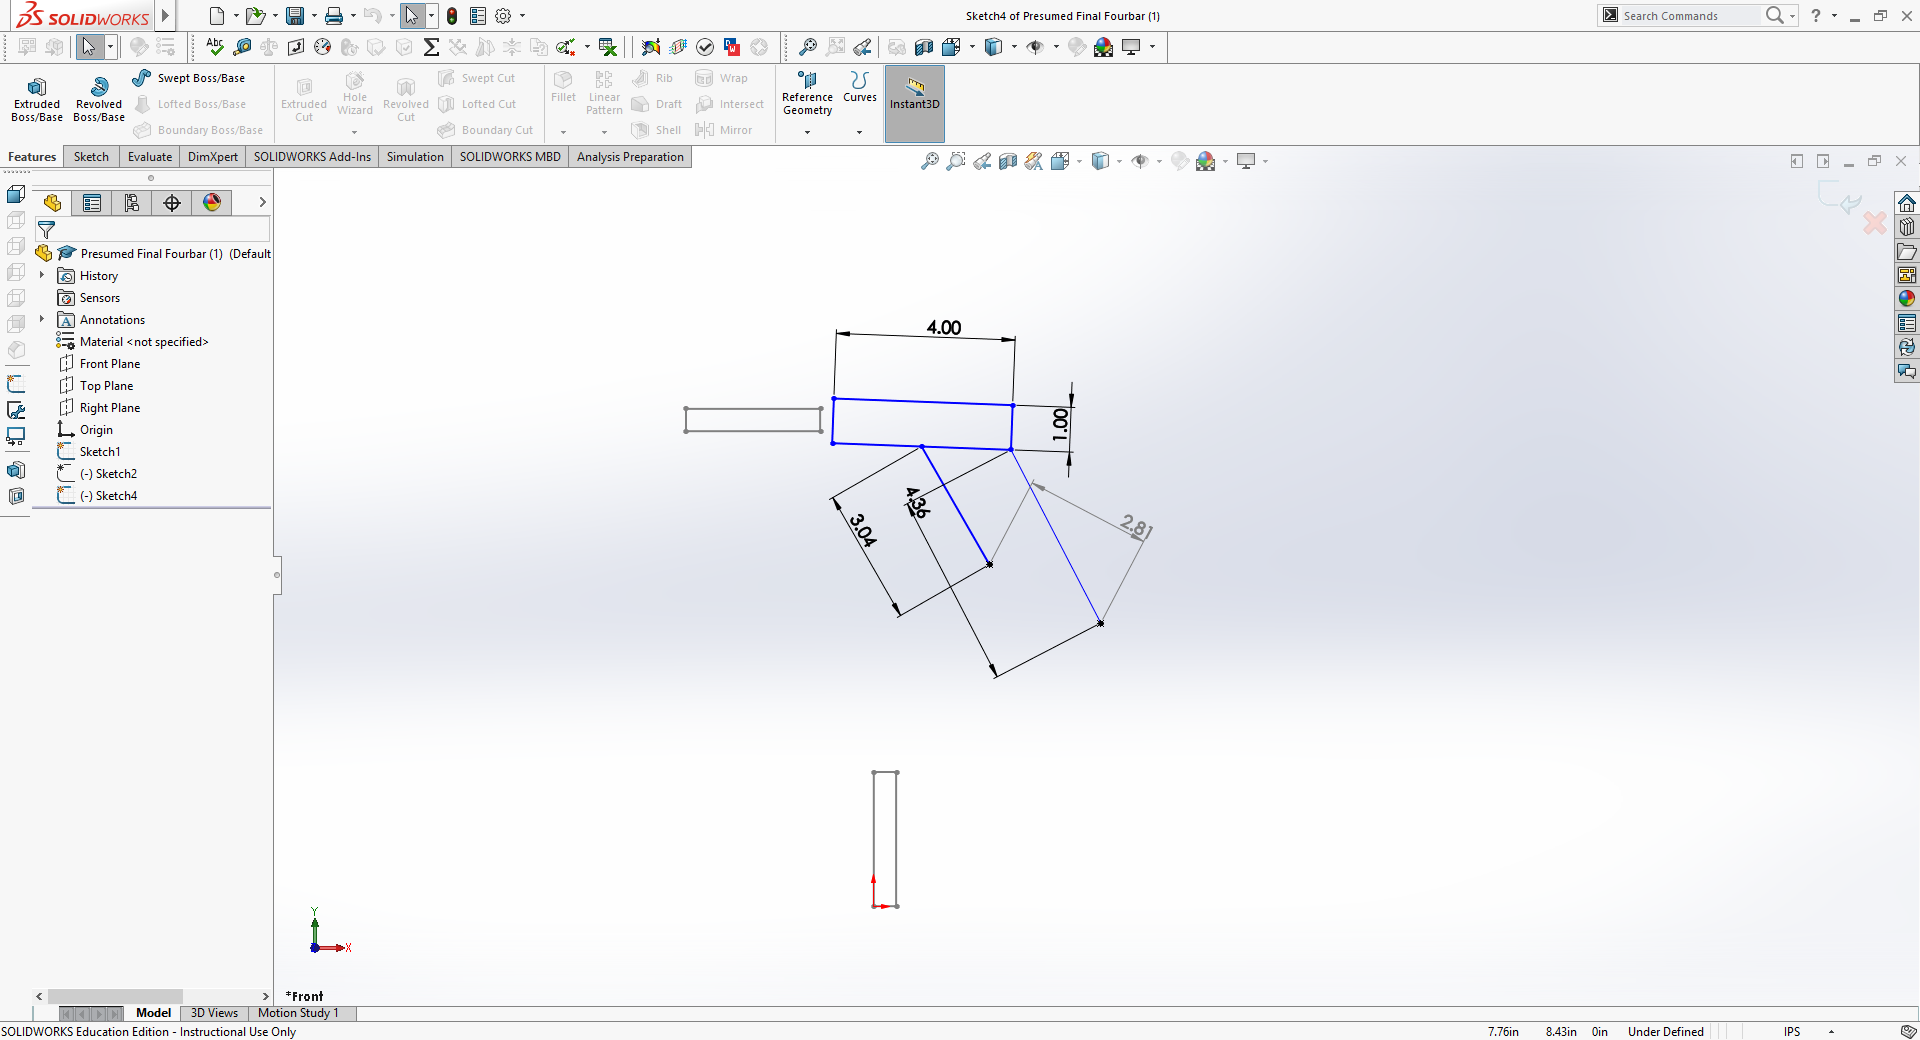 SOLIDWORKS
Sketch4 of Presumed Final Fourbar (1)
Search Commands
?
Abc
Extruded Boss/Base
Revolved Boss/Base
Swept Boss/Base
Lofted Boss/Base
Boundary Boss/Base
Extruded Cut
Hole Wizard
Revolved Cut
Swept Cut
Lofted Cut
Boundary Cut
Fillet
Linear Pattern
Rib
Draft
Shell
Wrap
Intersect
Mirror
Reference Geometry
Curves
Instant3D
Features
Sketch
Evaluate
DimXpert
SOLIDWORKS Add-Ins
Simulation
SOLIDWORKS MBD
Analysis Preparation
Presumed Final Fourbar (1) (Default
History
Sensors
Annotations
Material <not specified>
Front Plane
Top Plane
Right Plane
Origin
Sketch1
(-) Sketch2
(-) Sketch4
4.00
1.00
4.36
3.04
2.81
Y
X
*Front
Model
3D Views
Motion Study 1
SOLIDWORKS Education Edition - Instructional Use Only
7.76in
8.43in
0in
Under Defined
IPS